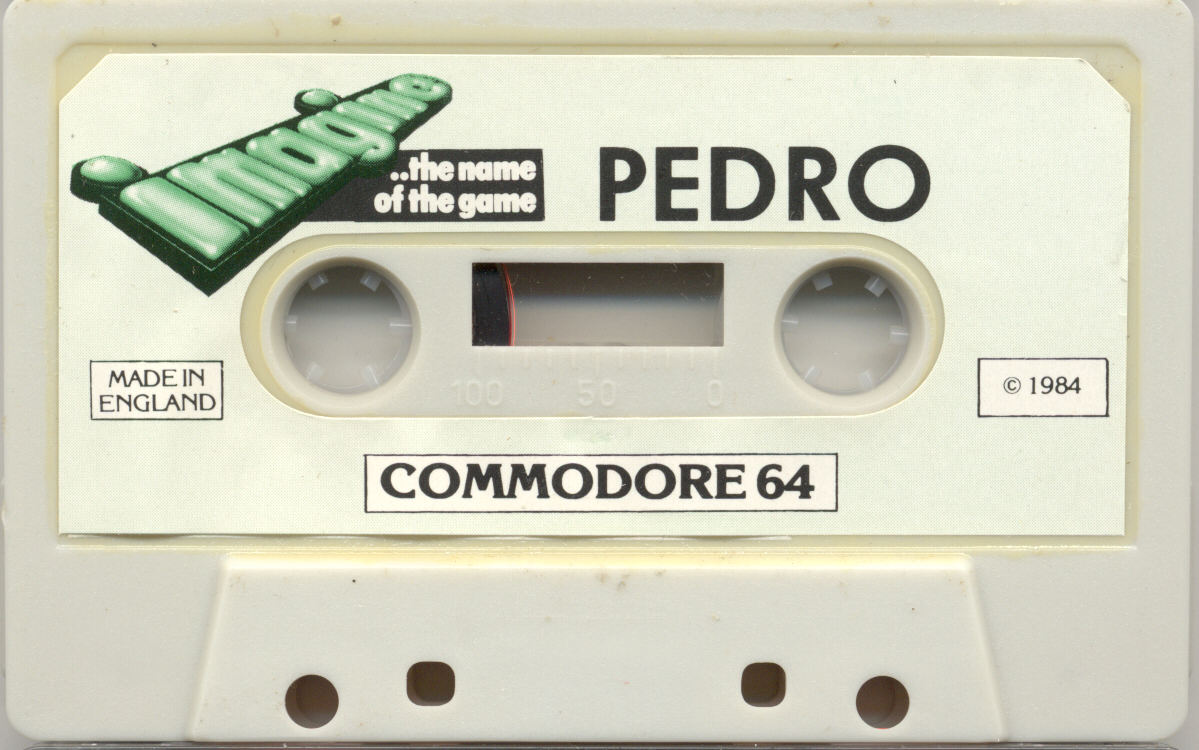 Imagine
..the name
of the game
PEDRO
100 50 0
MADE IN
ENGLAND
© 1984
COMMODORE 64